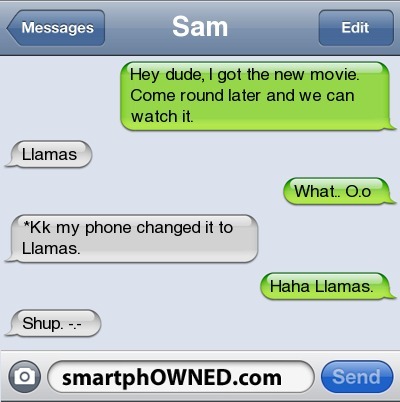 Messages
Sam
Edit
Hey dude, I got the new movie.
Come round later and we can
watch it.
Llamas
What.. O.o
*Kk my phone changed it to
Llamas.
Haha Llamas.
Shup. -.-
smartphOWNED.com
Send